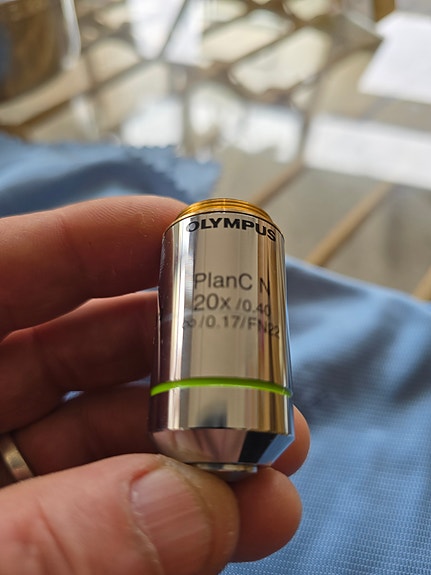 OLYMPUS
PlanC N
20x/0.40
∞/0.17/FN22